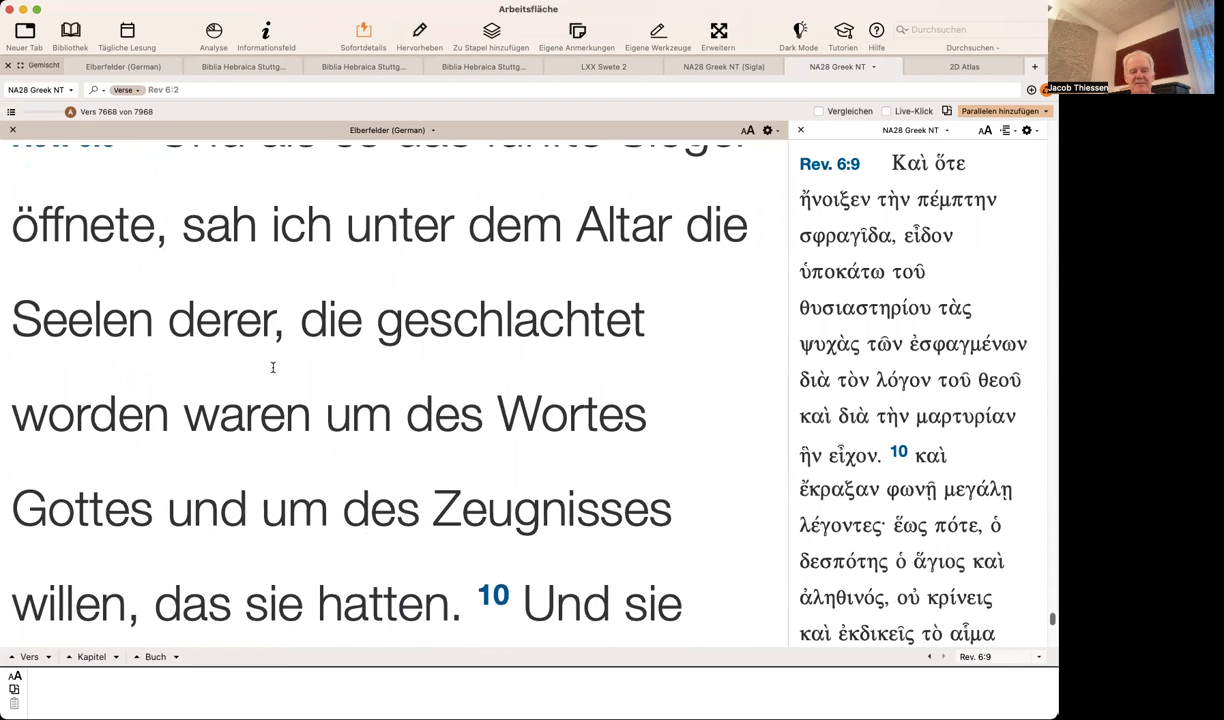 Arbeitsfläche
Neuer Tab
Bibliothek
Tägliche Lesung
Analyse
Informationsfeld
Sofortdetails
Hervorheben
Zu Stapel hinzufügen
Eigene Anmerkungen
Eigene Werkzeuge
Erweitern
Dark Mode
Tutorien
Hilfe
Durchsuchen
Durchsuchen
Gemischt
Elberfelder (German)
Biblia Hebraica Stuttg...
Biblia Hebraica Stuttg...
Biblia Hebraica Stuttg...
LXX Swete 2
NA28 Greek NT (Sigla)
NA28 Greek NT
2D Atlas
Jacob Thiessen
NA28 Greek NT
Verse
Rev 6:2
Vers 7668 von 7968
Vergleichen
Live-Klick
Parallelen hinzufügen
Elberfelder (German)
AA
öffnete, sah ich unter dem Altar die
Seelen derer, die geschlachtet
worden waren um des Wortes
Gottes und um des Zeugnisses
willen, das sie hatten. 10 Und sie
NA28 Greek NT
AA
Rev. 6:9 Καὶ ὅτε
ἤνοιξεν τὴν πέμπτην
σφραγῖδα, εἶδον
ὑποκάτω τοῦ
θυσιαστηρίου τὰς
ψυχὰς τῶν ἐσφαγμένων
διὰ τὸν λόγον τοῦ θεοῦ
καὶ διὰ τὴν μαρτυρίαν
ἣν εἶχον. 10 καὶ
ἔκραξαν φωνῇ μεγάλῃ
λέγοντες· ἕως πότε, ὁ
δεσπότης ὁ ἅγιος καὶ
ἀληθινός, οὐ κρίνεις
καὶ ἐκδικεῖς τὸ αἷμα
Vers
Kapitel
Buch
Rev. 6:9
AA